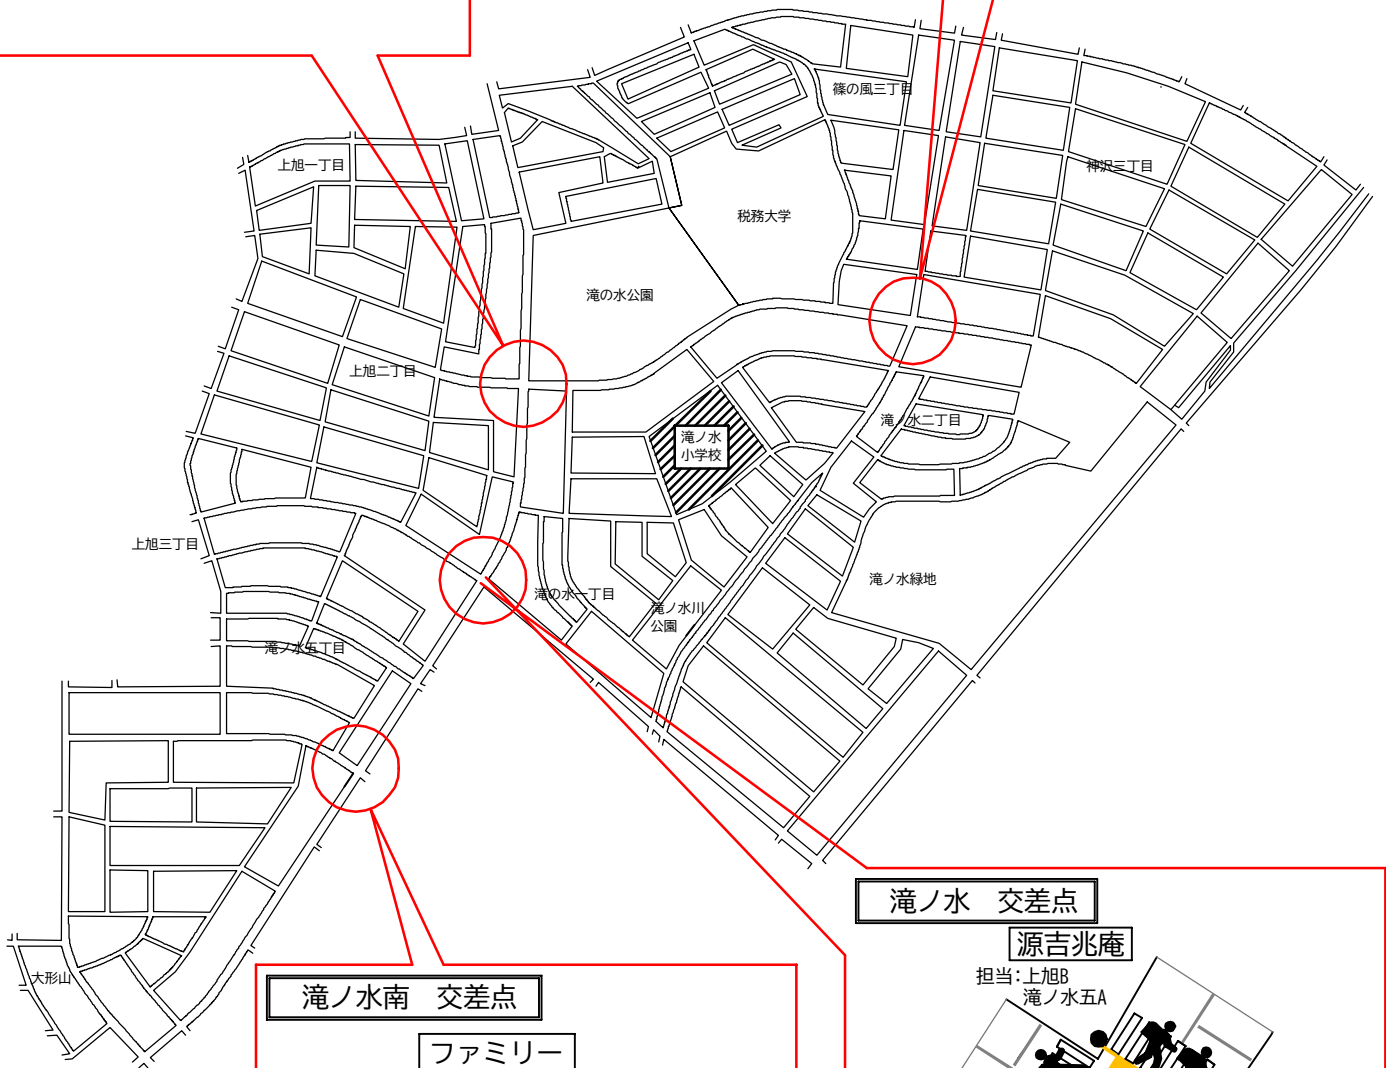 篠の風三丁目
上旭一丁目
神沢三丁目
税務大学
滝の水公園
上旭二丁目
滝ノ水二丁目
滝ノ水
小学校
上旭三丁目
滝ノ水緑地
滝の水一丁目
滝ノ水川
公園
滝ノ水五丁目
大形山
滝ノ水　交差点
源吉兆庵
担当:上旭B
滝ノ水五A
滝ノ水南　交差点
ファミリー